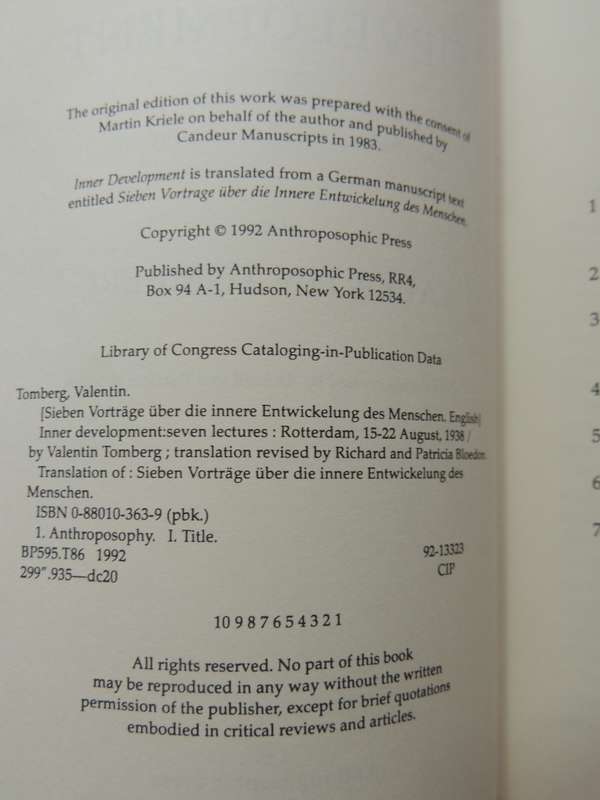 The original edition of this work was prepared with the consent of
Martin Kriele on behalf of the author and published by
Candeur Manuscripts in 1983.
Inner Development is translated from a German manuscript text
entitled Sieben Vortrage über die Innere Entwickelung des Menschen.
Copyright © 1992 Anthroposophic Press
Published by Anthroposophic Press, RR4,
Box 94 A-1, Hudson, New York 12534.
Library of Congress Cataloging-in-Publication Data
Tomberg, Valentin.
[Sieben Vorträge über die innere Entwickelung des Menschen. English]
Inner development:seven lectures : Rotterdam, 15-22 August, 1938 /
by Valentin Tomberg ; translation revised by Richard and Patricia Bloedon.
Translation of : Sieben Vorträge über die innere Entwickelung des
Menschen.
ISBN 0-88010-363-9 (pbk.)
1. Anthroposophy. I. Title.
BP595.T86 1992 92-13323
299".935—dc20 CIP
10 9 8 7 6 5 4 3 2 1
All rights reserved. No part of this book
may be reproduced in any way without the written
permission of the publisher, except for brief quotations
embodied in critical reviews and articles.
1
2
3
4
5
6
7